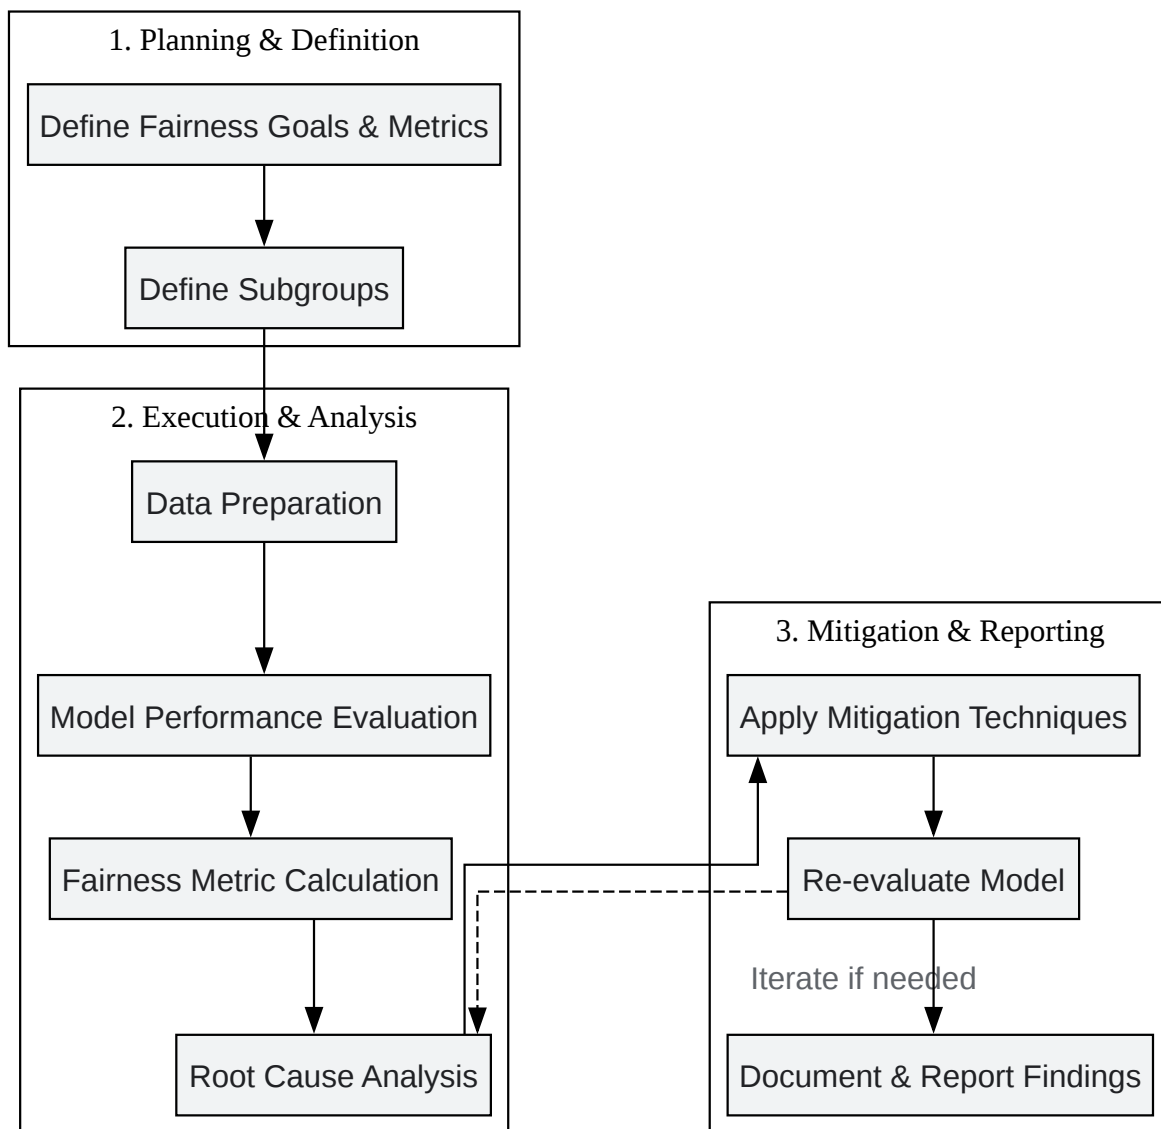 1. Planning & Definition
Define Fairness Goals & Metrics
Define Subgroups
2. Execution & Analysis
Data Preparation
Model Performance Evaluation
Fairness Metric Calculation
Root Cause Analysis
3. Mitigation & Reporting
Apply Mitigation Techniques
Re-evaluate Model
Iterate if needed
Document & Report Findings